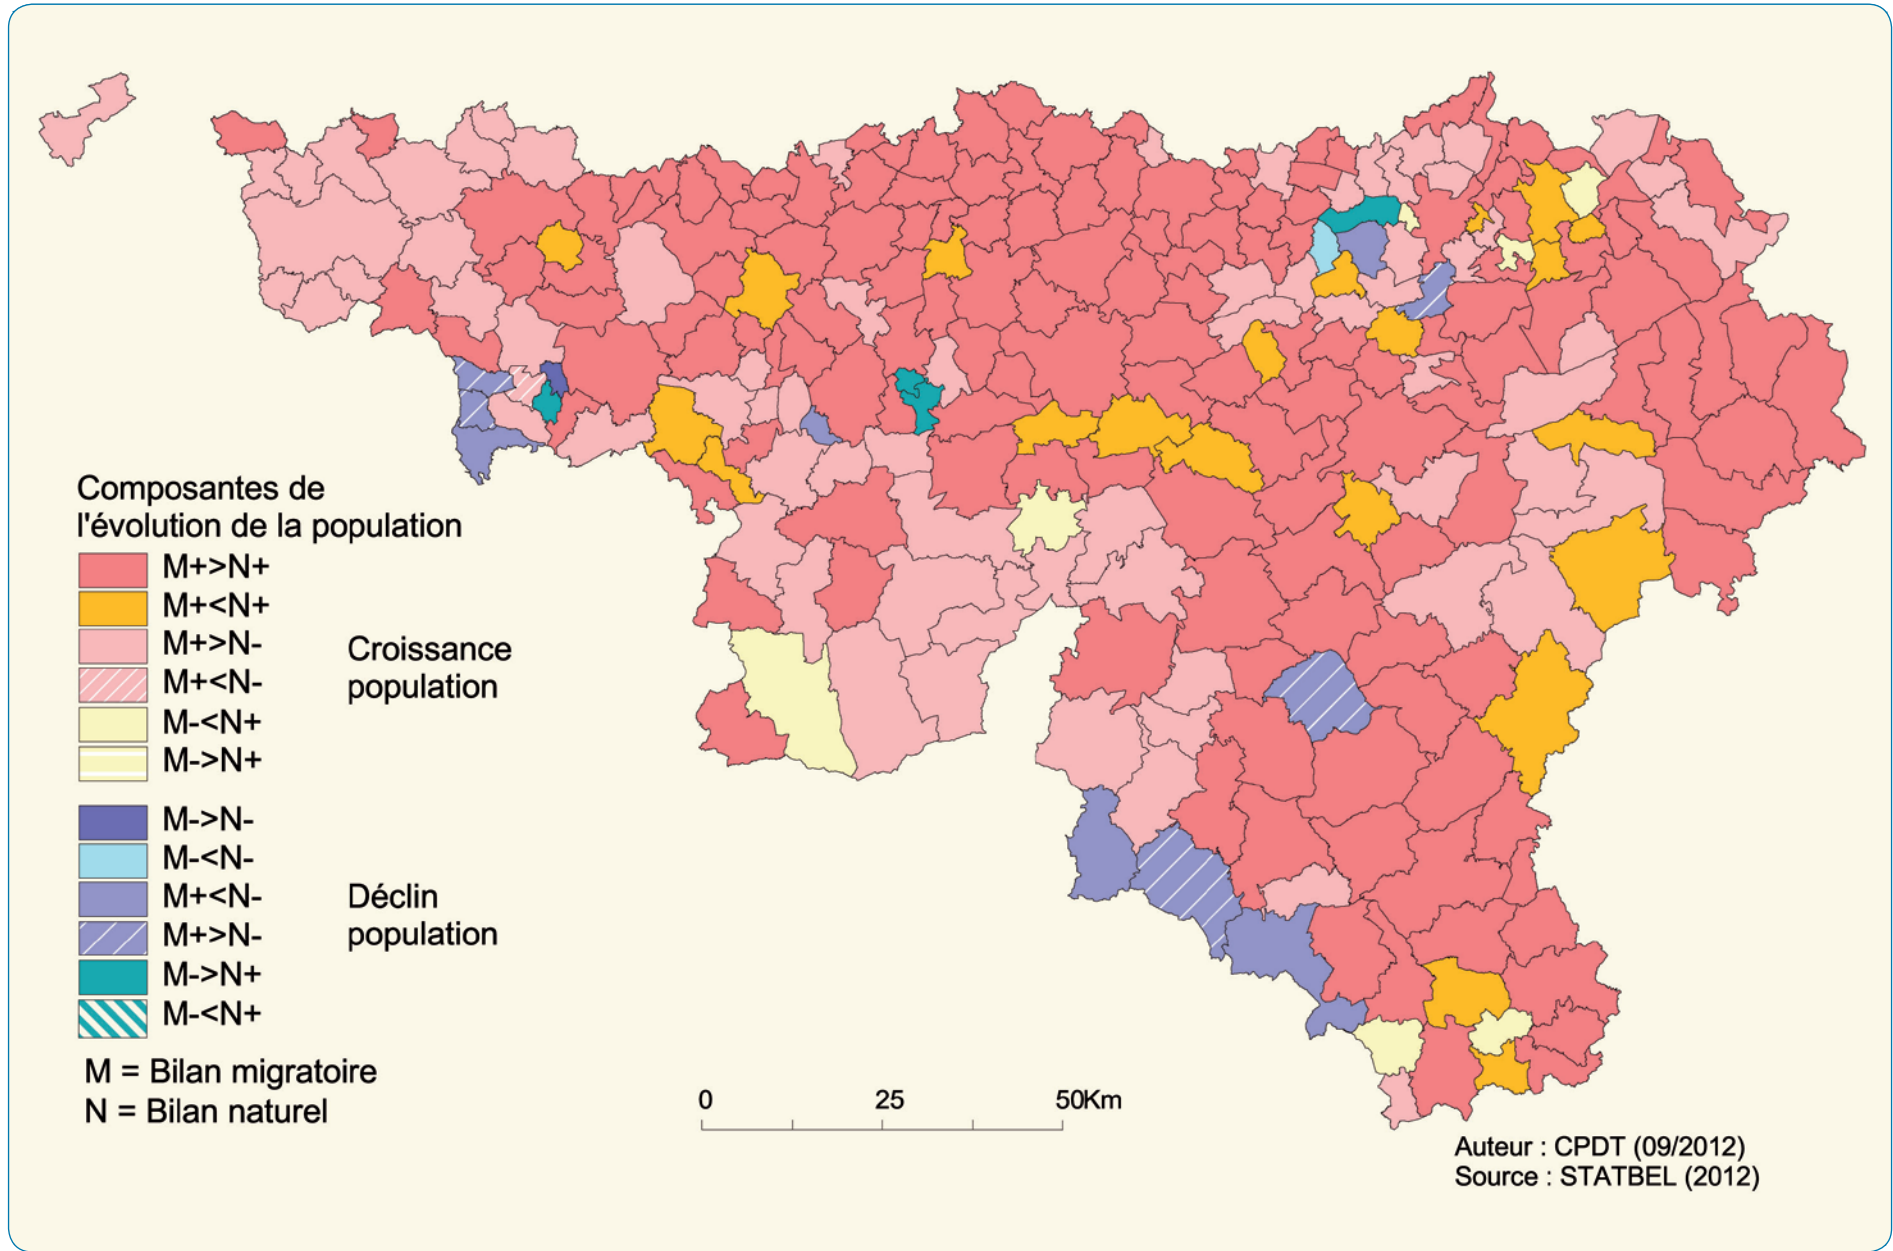 Composantes de
l'évolution de la population
M+>N+
M+<N+
M+>N-
M+<N-
M-<N+
M->N+
Croissance
population
M->N-
M-<N-
M+<N-
M+>N-
M->N+
M-<N+
Déclin
population
M = Bilan migratoire
N = Bilan naturel
0 25 50Km
Auteur : CPDT (09/2012)
Source : STATBEL (2012)